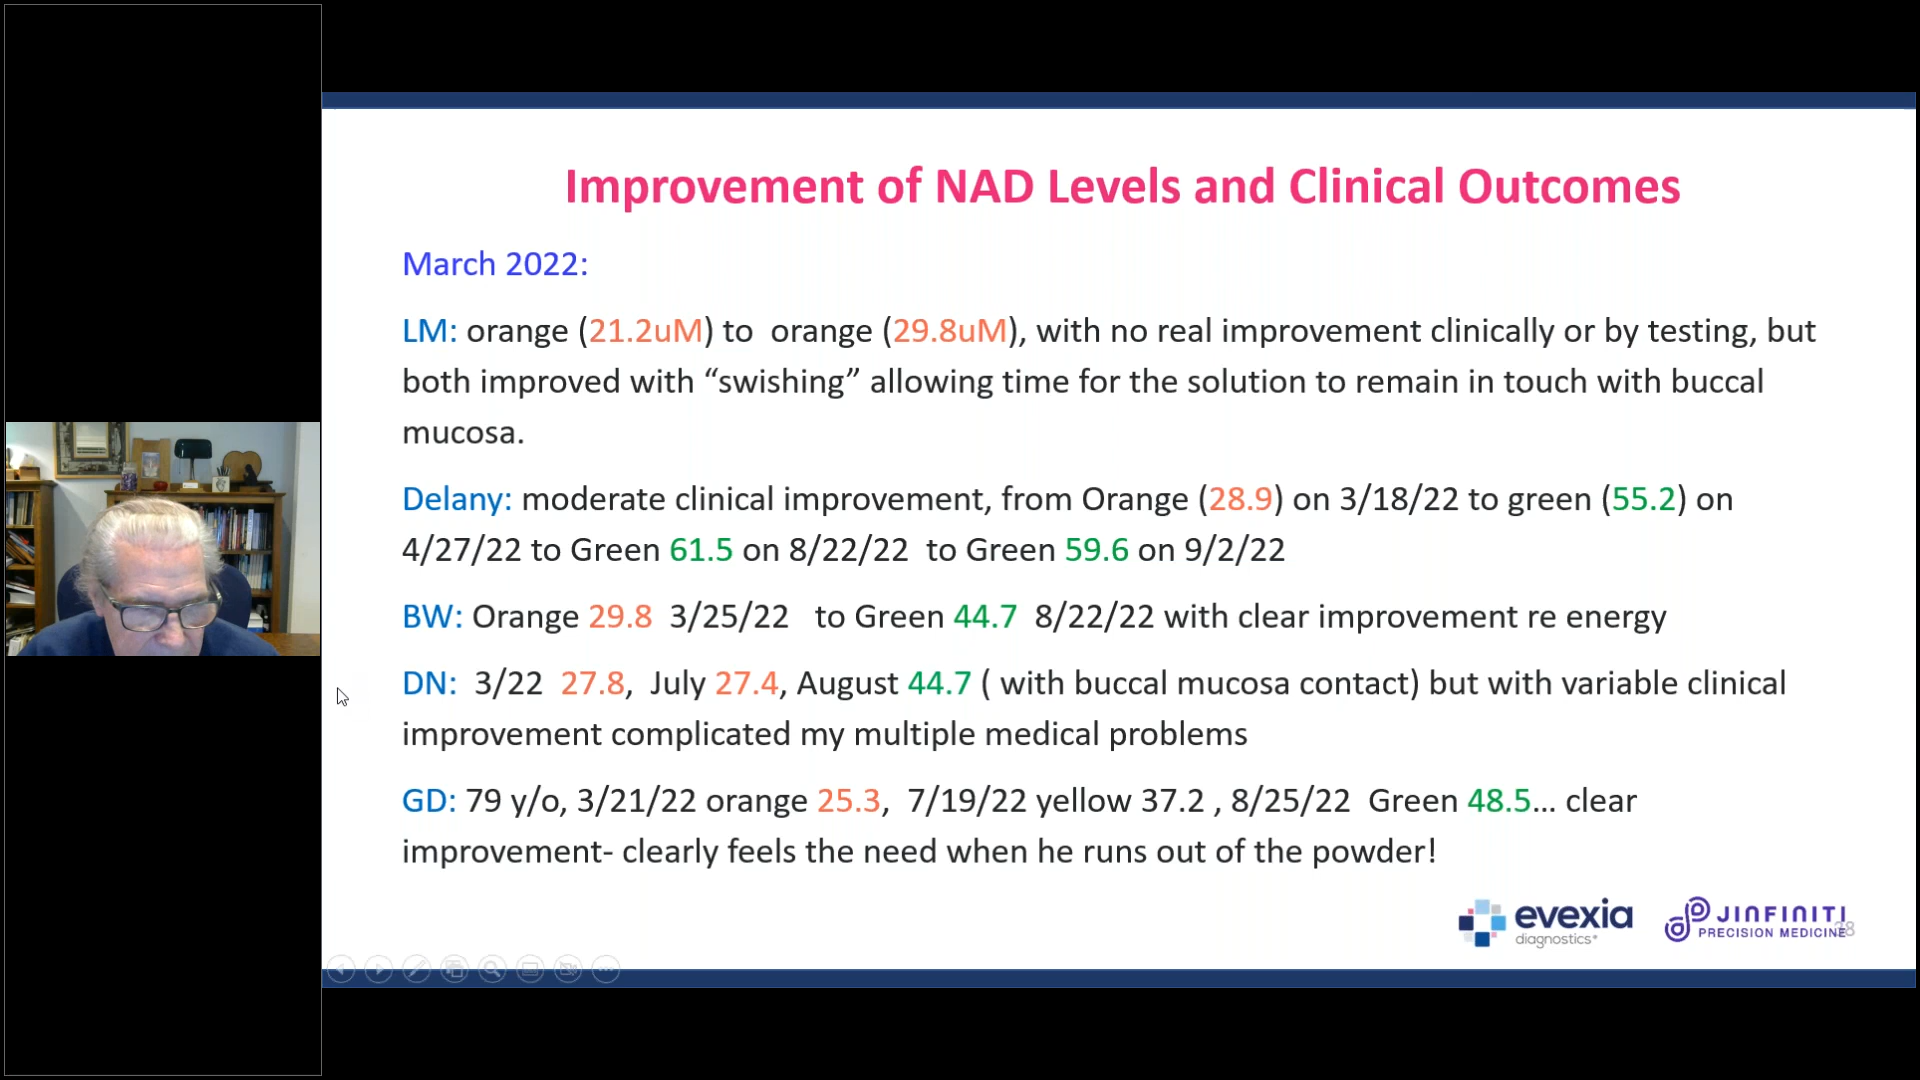 Improvement of NAD Levels and Clinical Outcomes
March 2022:
LM: orange (21.2uM) to  orange (29.8uM), with no real improvement clinically or by testing, but
both improved with “swishing” allowing time for the solution to remain in touch with buccal
mucosa.
Delany: moderate clinical improvement, from Orange (28.9) on 3/18/22 to green (55.2) on
4/27/22 to Green 61.5 on 8/22/22  to Green 59.6 on 9/2/22
BW: Orange 29.8  3/25/22   to Green 44.7  8/22/22 with clear improvement re energy
DN:  3/22  27.8,  July 27.4, August 44.7 ( with buccal mucosa contact) but with variable clinical
improvement complicated my multiple medical problems
GD: 79 y/o, 3/21/22 orange 25.3,  7/19/22 yellow 37.2 , 8/25/22  Green 48.5… clear
improvement- clearly feels the need when he runs out of the powder!
evexia
diagnostics
JINFINITI
PRECISION MEDICINE
38